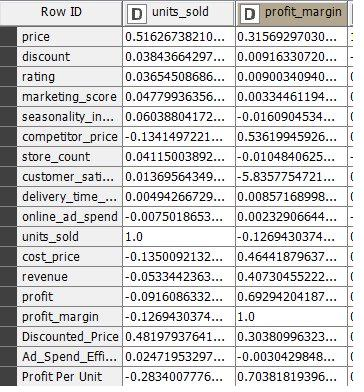 Row ID D units_sold D profit_margin
price 0.51626738210... 0.31569297030...
discount 0.03843664297... 0.00916330720...
rating 0.03654508686... 0.00900340940...
marketing_score 0.04779936356... 0.00334461194...
seasonality_in... 0.06038804172... -0.0160904534...
competitor_price -0.1341497221... 0.53619945926...
store_count 0.04115003892... -0.0104840625...
customer_sati... 0.01369564349... -5.8357754721...
delivery_time_... 0.00494266729... 0.00857168998...
online_ad_spend -0.0075018653... 0.00232906644...
units_sold 1.0 -0.1269430374...
cost_price -0.1350092132... 0.46441879637...
revenue -0.0533442363... 0.40730455222...
profit -0.0916086332... 0.69294204187...
profit_margin -0.1269430374... 1.0
Discounted_Price 0.48197937641... 0.30380996323...
Ad_Spend_Effi... 0.02471953297... -0.0030429848...
Profit Per Unit -0.2834007776... 0.70381819396...